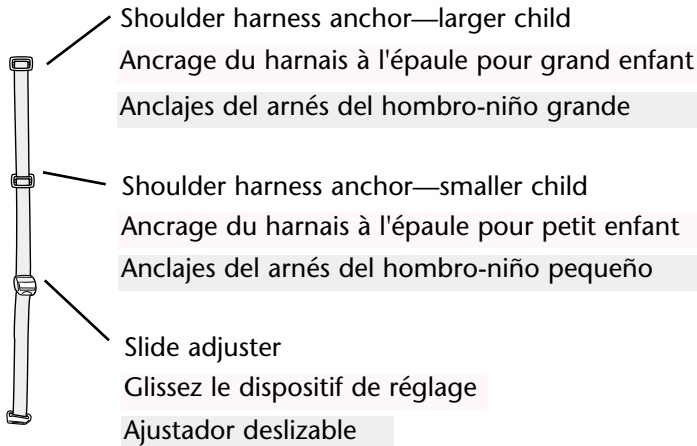 Shoulder harness anchor—larger child
Ancrage du harnais à l'épaule pour grand enfant
Anclajes del arnés del hombro-niño grande
Shoulder harness anchor—smaller child
Ancrage du harnais à l'épaule pour petit enfant
Anclajes del arnés del hombro-niño pequeño
Slide adjuster
Glissez le dispositif de réglage
Ajustador deslizable